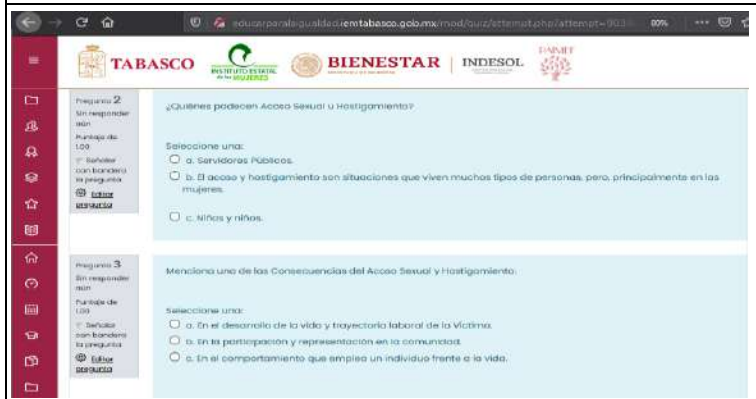 educarparalaigualdad.iemtabasco.gob.mx/mod/quiz/attempt.php?attempt=903
80%
TABASCO
INSTITUTO ESTATAL
de las MUJERES
BIENESTAR
INDESOL
PAIMEF
Pregunta 2
Sin responder
aún
Puntaje de
1.00
Señalar
con bandera
la pregunta
Editar
pregunta
¿Quiénes padecen Acoso Sexual u Hostigamiento?
Seleccione una:
a. Servidores Públicos.
b. El acoso y hostigamiento son situaciones que viven muchos tipos de personas, pero, principalmente en las
mujeres.
c. Niñas y niños.
Pregunta 3
Sin responder
aún
Puntaje de
1.00
Señalar
con bandera
la pregunta
Editar
pregunta
Menciona una de las Consecuencias del Acoso Sexual y Hostigamiento.
Seleccione una:
a. En el desarrollo de la vida y trayectoria laboral de la Víctima.
b. En la participación y representación en la comunidad.
c. En el comportamiento que emplea un individuo frente a la vida.